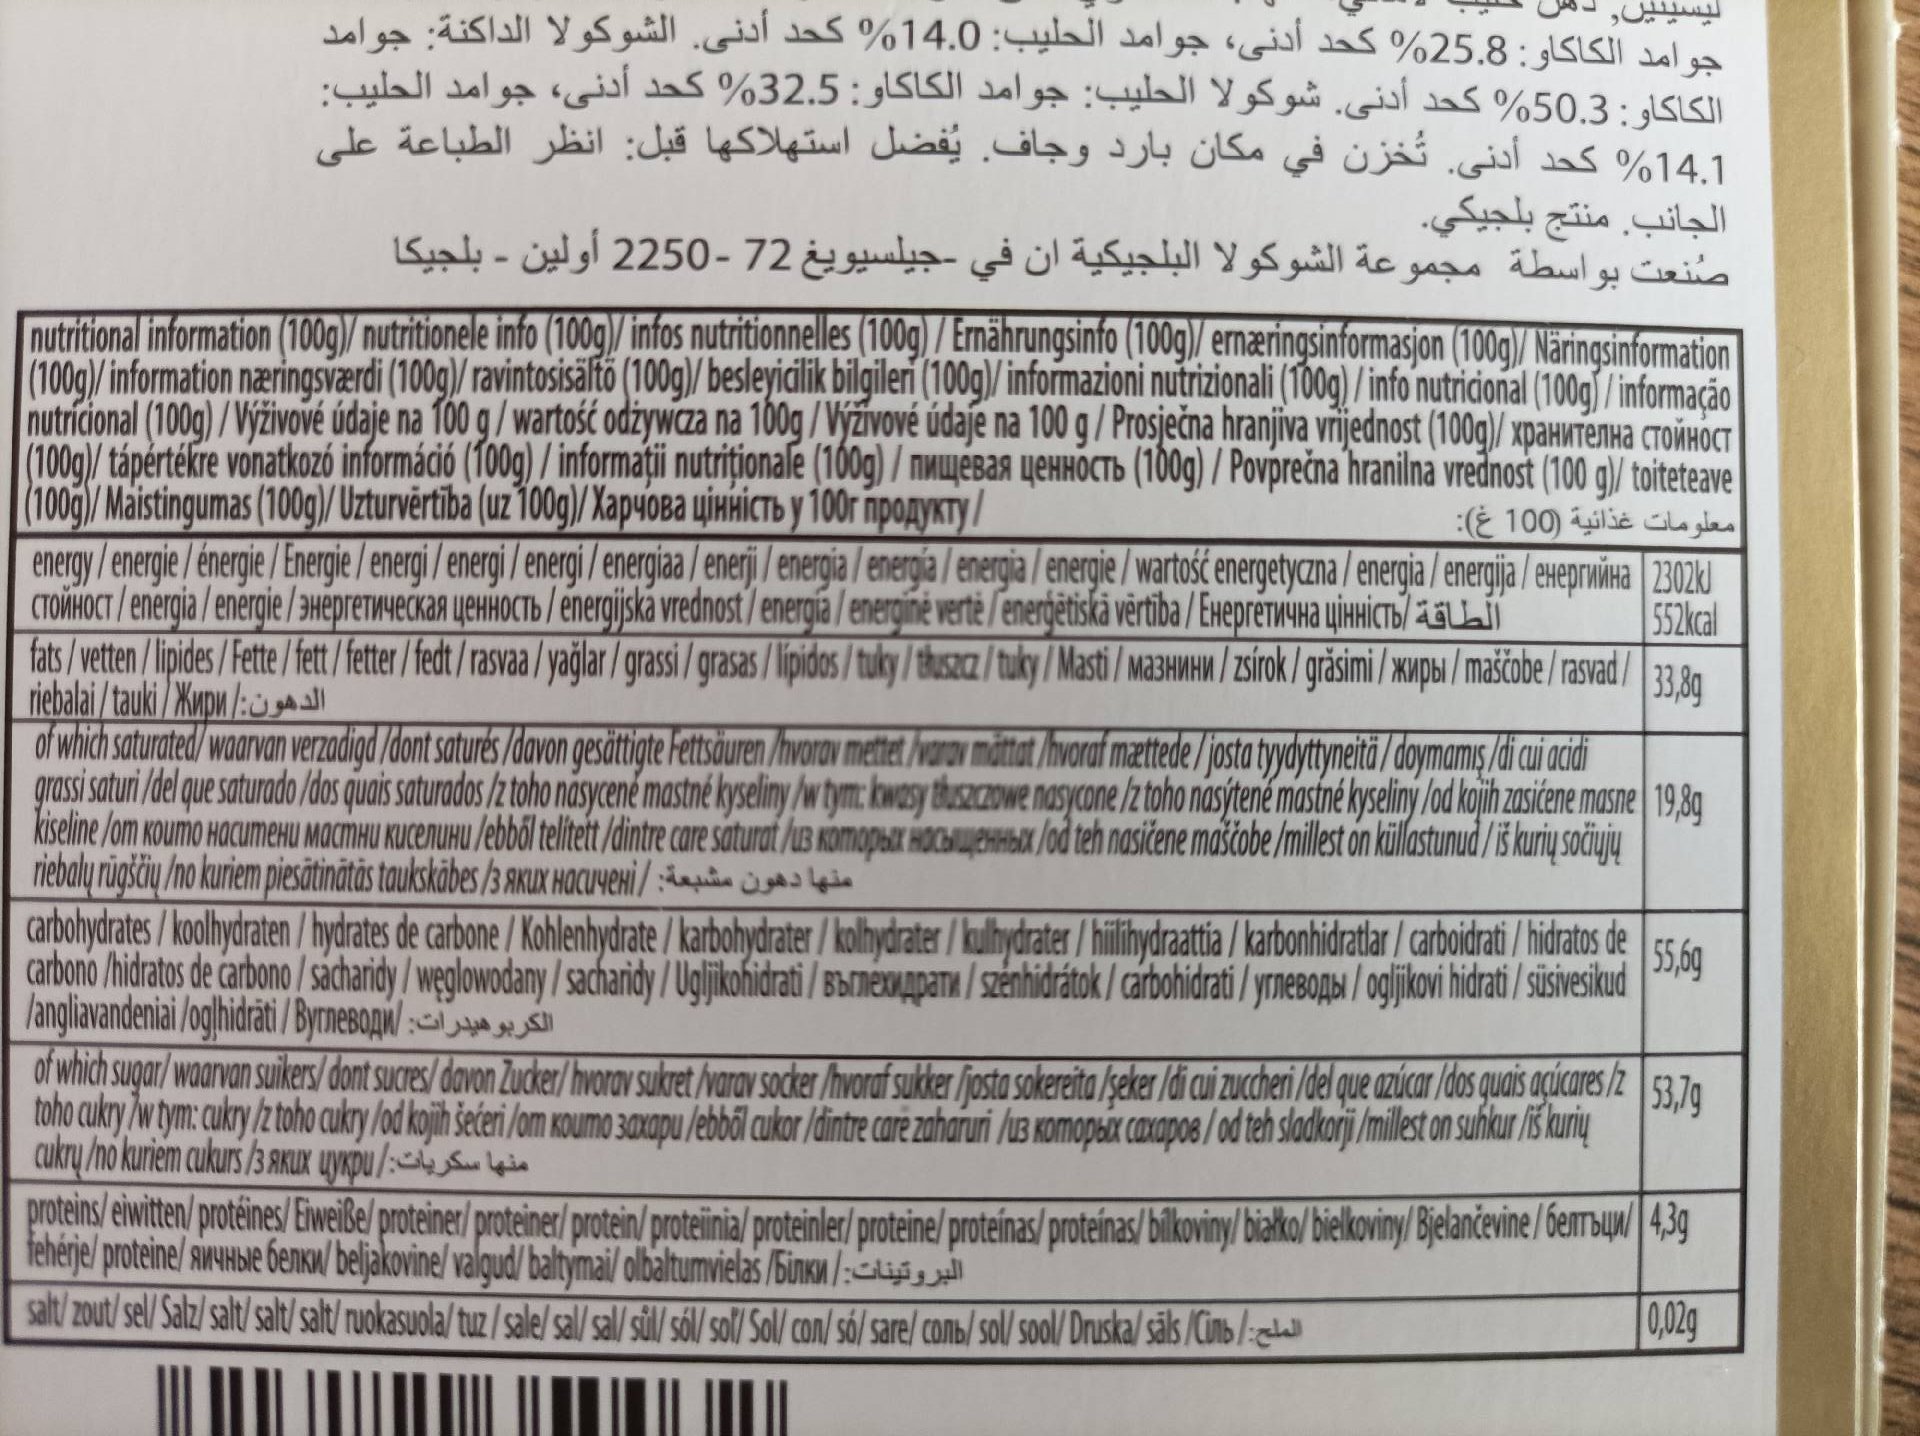 جوامد الكاكاو: 25.8% كحد أدنى، جوامد الحليب: 14.0% كحد أدنى. الشوكولا الداكنة: جوامد
الكاكاو: 50.3% كحد أدنى. شوكولا الحليب: جوامد الكاكاو: 32.5% كحد أدنى، جوامد الحليب:
14.1% كحد أدنى. تُخزن في مكان بارد وجاف. يُفضل استهلاكها قبل: انظر الطباعة على
الجانب. منتج بلجيكي.
صُنعت بواسطة مجموعة الشوكولا البلجيكية ان في -جيلسيويغ 72 -2250 أولين - بلجيكا
nutritional information (100g)/ nutritionele info (100g)/ infos nutritionnelles (100g) / Ernährungsinfo (100g)/ ernæringsinformasjon (100g)/ Näringsinformation
(100g)/ information næringsværdi (100g)/ ravintosisältö (100g)/ besleyicilik bilgileri (100g)/ informazioni nutrizionali (100g) / info nutricional (100g) / informação
nutricional (100g) / Výživové údaje na 100 g / wartość odżywcza na 100g / Výživové údaje na 100 g / Prosječna hranjiva vrijednost (100g)/ хранителна стойност
(100g)/ tápértékre vonatkozó információ (100g) / informații nutriționale (100g) / пищевая ценность (100g) / Povprečna hranilna vrednost (100 g)/ toiteteave
(100g)/ Maistingumas (100g)/ Uzturvērtība (uz 100g)/ Харчова цінність у 100г продукту /
معلومات غذائية (100 غ):
energy / energie / énergie / Energie / energi / energi / energi / energiaa / enerji / energia / energía / energia / energie / wartość energetyczna / energia / energija / енергийна 2302kJ
стойност / energia / energie / энергетическая ценность / energijska vrednost / energia / energinė vertė / enerģētiskā vērtība / Енергетична цінність/ الطاقة 552kcal
fats / vetten / lipides / Fette / fett / fetter / fedt / rasvaa / yağlar / grassi / grasas / lípidos / tuky / tłuszcz / tuky / Masti / мазнини / zsírok / grăsimi / жиры / maščobe / rasvad / 33,8g
riebalai / tauki / Жири /الدهون:
of which saturated/ waarvan verzadigd /dont saturés /davon gesättigte Fettsäuren /hvorav mettet /varav mättat /hvoraf mættede / josta tyydyttyneitä / doymamış /di cui acidi
grassi saturi /del que saturado /dos quais saturados /z toho nasycené mastné kyseliny /w tym: kwasy tłuszczowe nasycone /z toho nasýtené mastné kyseliny /od kojih zasićene masne 19,8g
kiseline /от които наситени мастни киселини /ebből telített /dintre care saturat /из которых насыщенных /od teh nasičene maščobe /millest on küllastunud / iš kurių sočiųjų
riebalų rūgščių /no kuriem piesātinātās taukskābes /з яких насичені / منها دهون مشبعة:
carbohydrates / koolhydraten / hydrates de carbone / Kohlenhydrate / karbohydrater / kolhydrater / kulhydrater / hiilihydraattia / karbonhidratlar / carboidrati / hidratos de 55,6g
carbono /hidratos de carbono / sacharidy / węglowodany / sacharidy / Ugljikohidrati / въглехидрати / szénhidrátok / carbohidrati / углеводы / ogljikovi hidrati / süsivesikud
/angliavandeniai /ogļhidrāti / Вуглеводи/ الكربوهيدرات:
of which sugar/ waarvan suikers/ dont sucres/ davon Zucker/ hvorav sukret /varav socker /hvoraf sukker /josta sokereita /şeker /di cui zuccheri /del que azúcar /dos quais açúcares /z 53,7g
toho cukry /w tym: cukry /z toho cukry /od kojih šećeri /от които захари /ebből cukor /dintre care zaharuri /из которых сахаров / od teh sladkorji /millest on suhkur /iš kurių
cukrų /no kuriem cukurs /з яких цукри /منها سكريات:
proteins/ eiwitten/ protéines/ Eiweiße/ proteiner/ proteiner/ protein/ proteiinia/ proteinler/ proteine/ proteínas/ proteínas/ bílkoviny/ białko/ bielkoviny/ Bjelančevine / белтъци/ 4,3g
fehérje/ proteine/ яичные белки/ beljakovine/ valgud/ baltymai/ olbaltumvielas /Білки /البروتينات:
salt/ zout/ sel/ Salz/ salt/ salt/ salt/ ruokasuola/ tuz / sale/ sal/ sal/ sůl/ sól/ soľ/ Sol/ сол/ só/ sare/ соль/ sol/ sool/ Druska/ sāls /Сіль /الملح: 0,02g